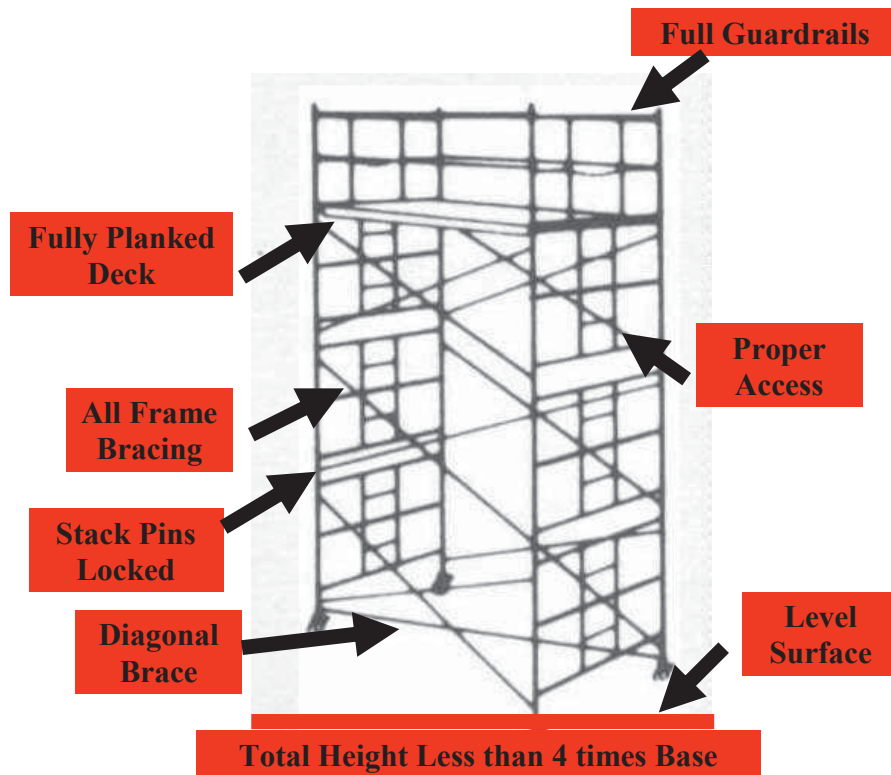 Full Guardrails
Fully Planked
Deck
Proper
Access
All Frame
Bracing
Stack Pins
Locked
Diagonal
Brace
Level
Surface
Total Height Less than 4 times Base